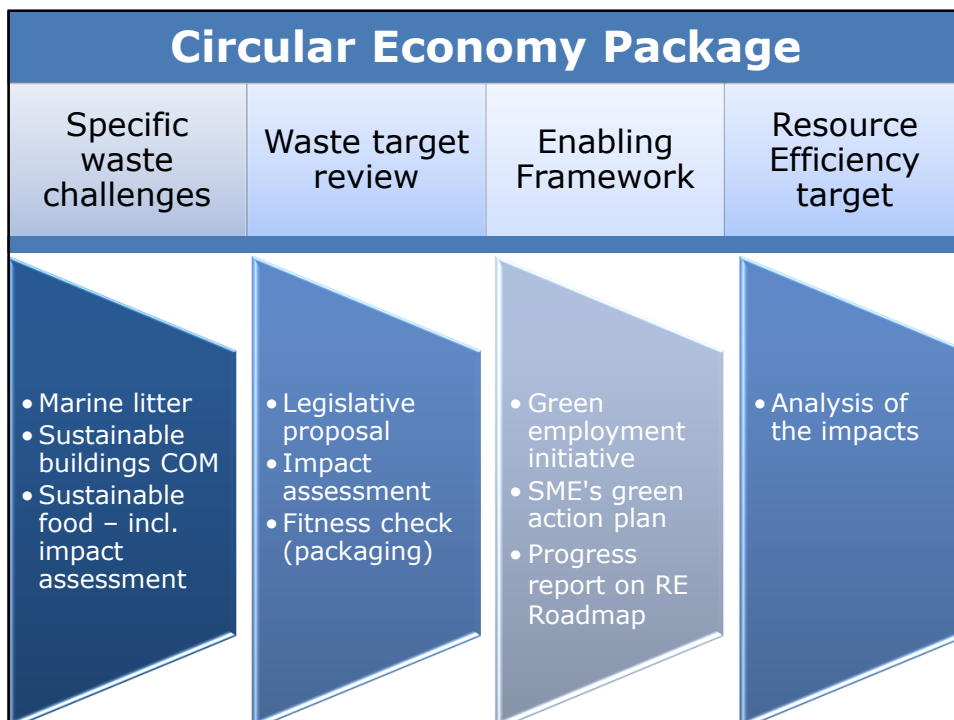 Circular Economy Package
Specific
waste
challenges
Waste target
review
Enabling
Framework
Resource
Efficiency
target
• Marine litter
• Sustainable
buildings COM
• Sustainable
food – incl.
impact
assessment
• Legislative
proposal
• Impact
assessment
• Fitness check
(packaging)
• Green
employment
initiative
• SME's green
action plan
• Progress
report on RE
Roadmap
• Analysis of
the impacts